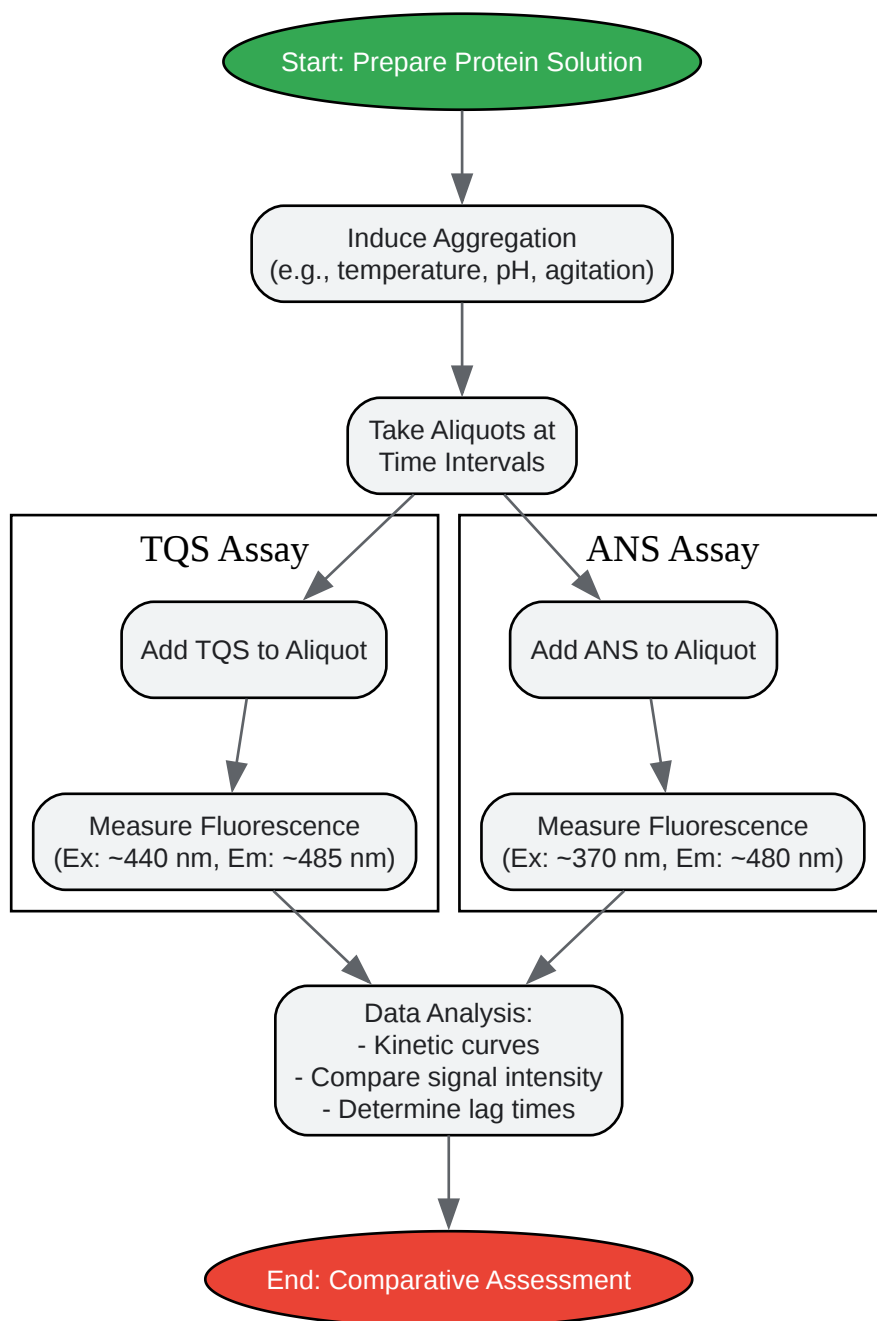 Start: Prepare Protein Solution
Induce Aggregation
(e.g., temperature, pH, agitation)
Take Aliquots at
Time Intervals
TQS Assay
Add TQS to Aliquot
Measure Fluorescence
(Ex: ~440 nm, Em: ~485 nm)
ANS Assay
Add ANS to Aliquot
Measure Fluorescence
(Ex: ~370 nm, Em: ~480 nm)
Data Analysis:
- Kinetic curves
- Compare signal intensity
- Determine lag times
End: Comparative Assessment